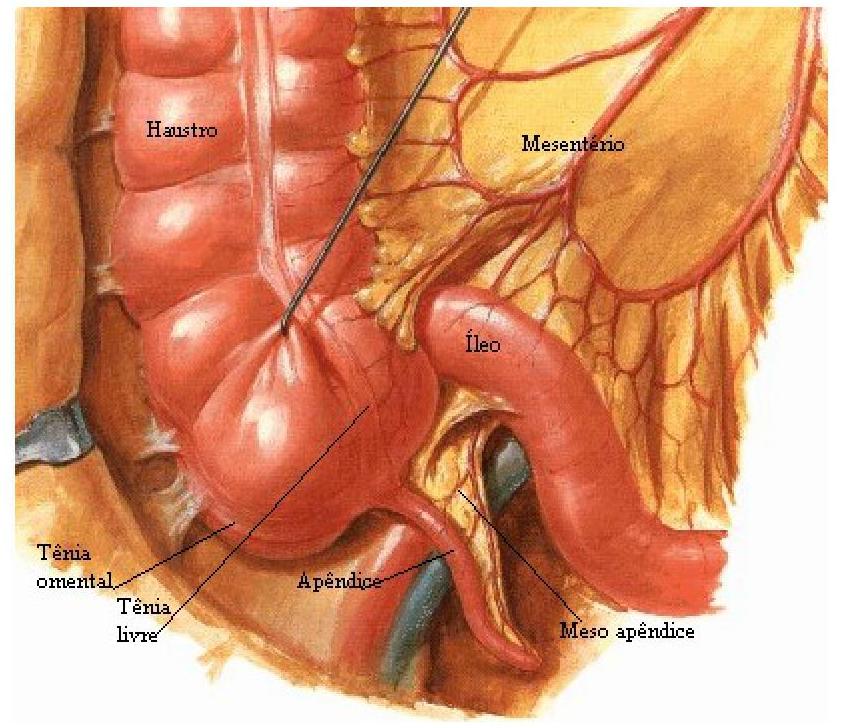 Haustro
Mesentério
Íleo
Tênia
omental
Tênia
livre
Apêndice
Meso apêndice